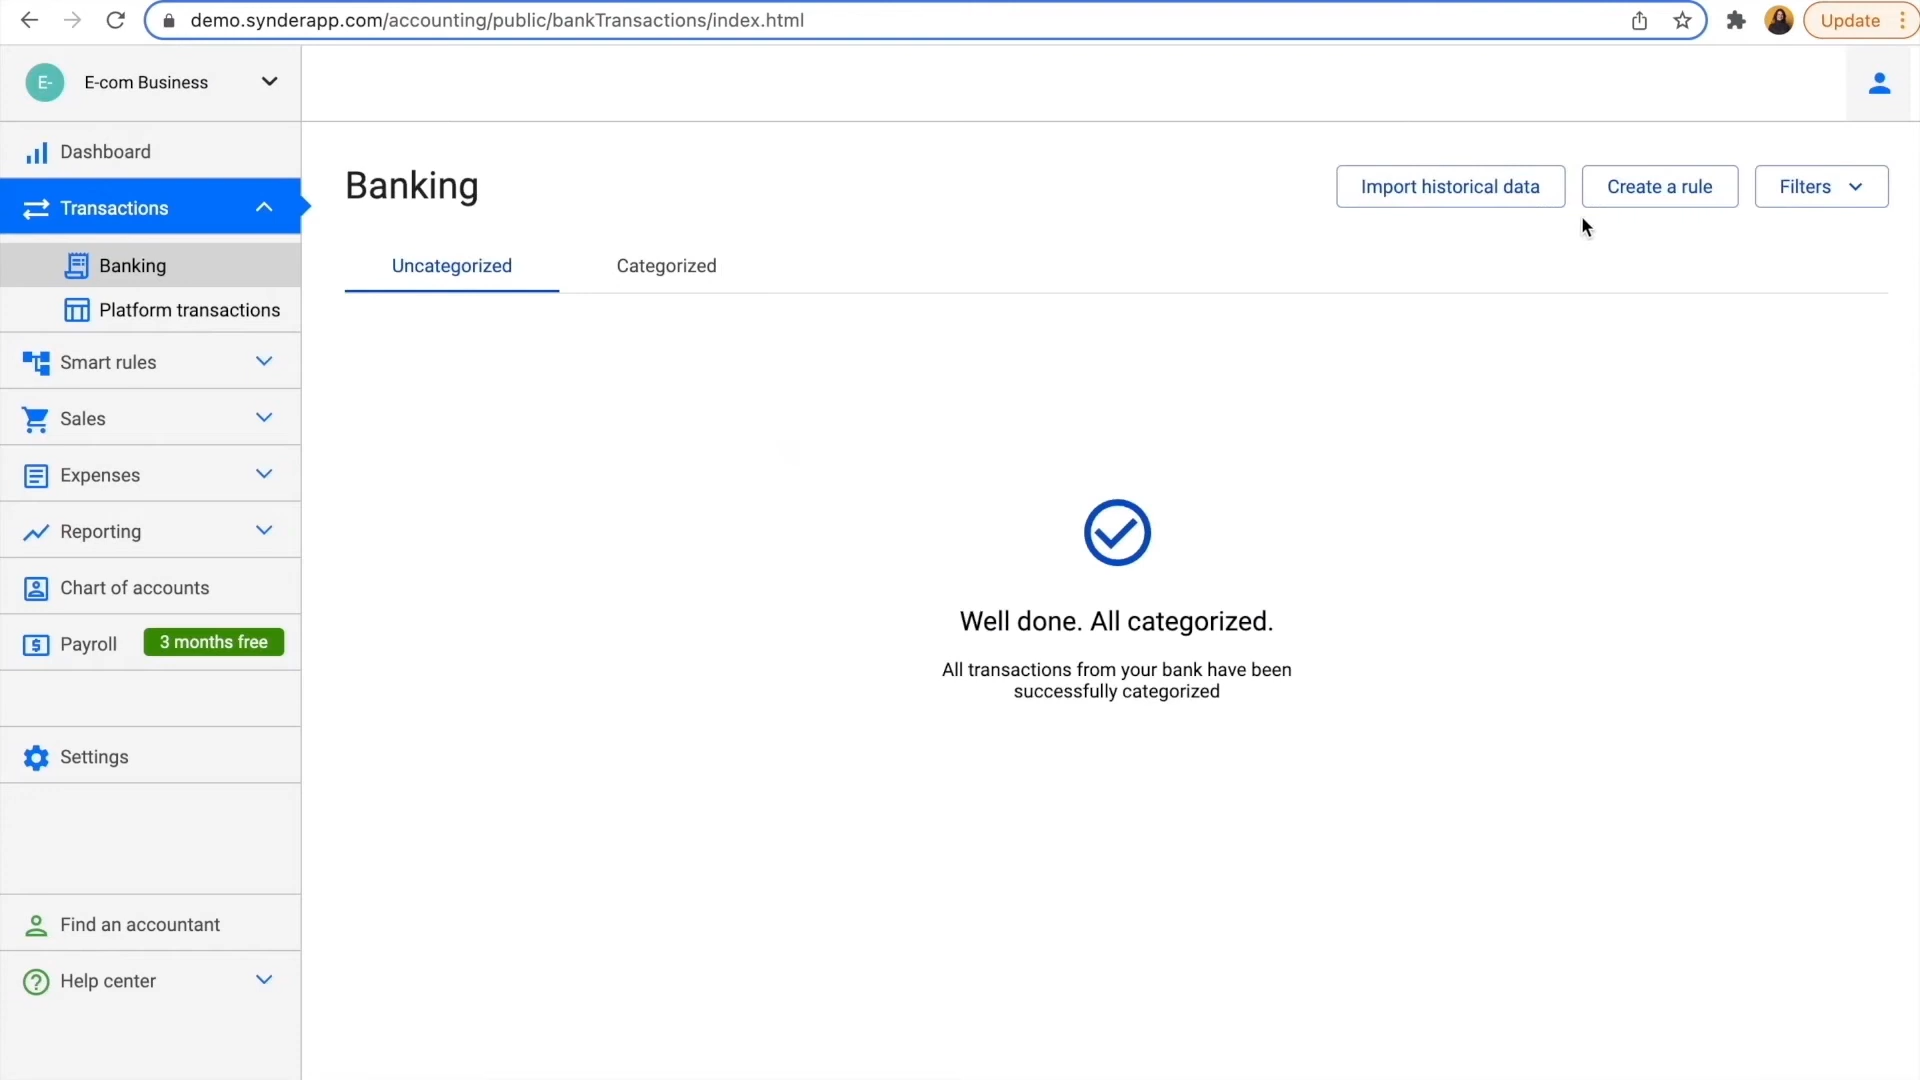 demo.synderapp.com/accounting/public/bankTransactions/index.html
Update
E-
E-com Business
Dashboard
Transactions
Banking
Platform transactions
Smart rules
Sales
Expenses
Reporting
Chart of accounts
Payroll
3 months free
Settings
Find an accountant
Help center
Banking
Import historical data
Create a rule
Filters
Uncategorized
Categorized
Well done. All categorized.
All transactions from your bank have been
successfully categorized